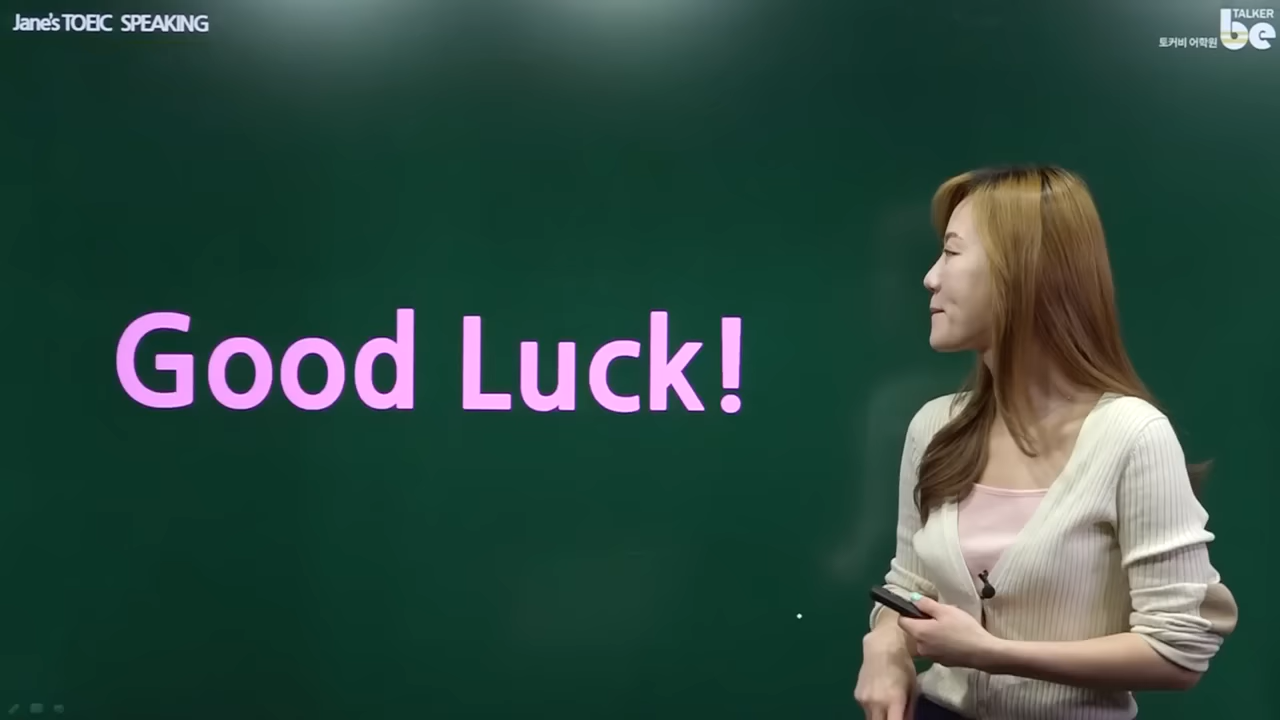 Jane's TOEIC SPEAKING
TALKER
be
토커비 어학원
Good Luck!